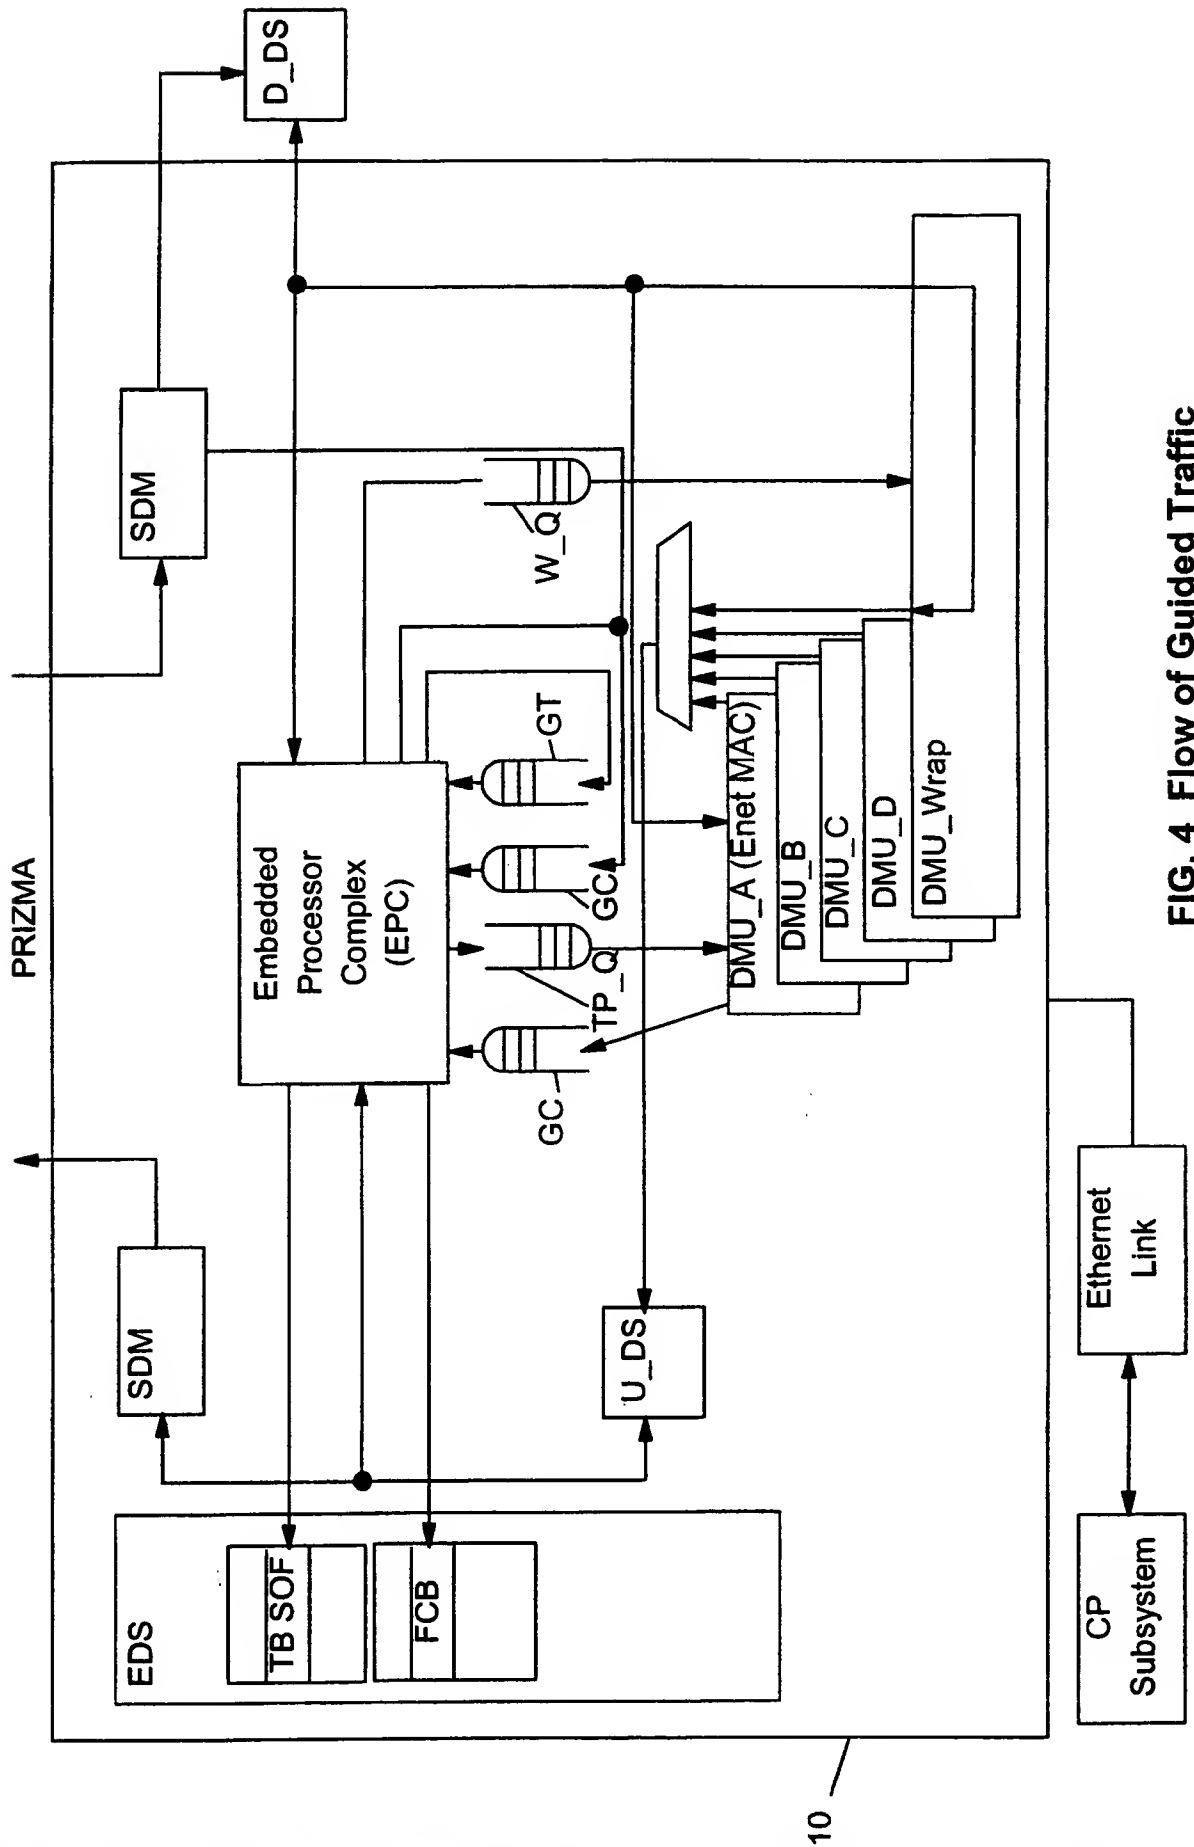 PRIZMA
EDS
TB SOF
FCB
SDM
SDM
D_DS
Embedded
Processor
Complex
(EPC)
U_DS
GC
TP_Q
GC
GT
W_Q
DMU_A (Enet MAC)
DMU_B
DMU_C
DMU_D
DMU_Wrap
10
CP
Subsystem
Ethernet
Link
FIG. 4 Flow of Guided Traffic